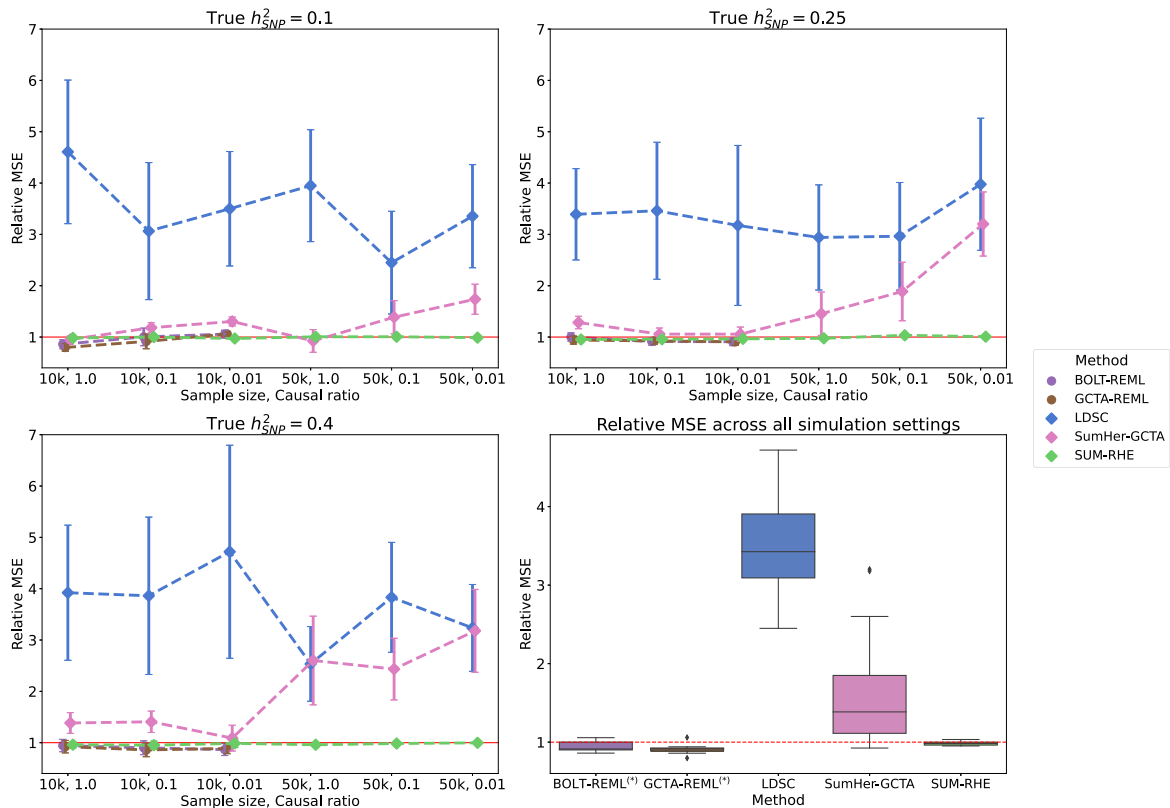 True h²_SNP = 0.1
7
6
5
4
3
2
1
Relative MSE
10k, 1.0 10k, 0.1 10k, 0.01 50k, 1.0 50k, 0.1 50k, 0.01
Sample size, Causal ratio
True h²_SNP = 0.25
7
6
5
4
3
2
1
Relative MSE
10k, 1.0 10k, 0.1 10k, 0.01 50k, 1.0 50k, 0.1 50k, 0.01
Sample size, Causal ratio
Method
BOLT-REML
GCTA-REML
LDSC
SumHer-GCTA
SUM-RHE
True h²_SNP = 0.4
7
6
5
4
3
2
1
Relative MSE
10k, 1.0 10k, 0.1 10k, 0.01 50k, 1.0 50k, 0.1 50k, 0.01
Sample size, Causal ratio
Relative MSE across all simulation settings
4
3
2
1
Relative MSE
BOLT-REML(*) GCTA-REML(*) LDSC SumHer-GCTA SUM-RHE
Method